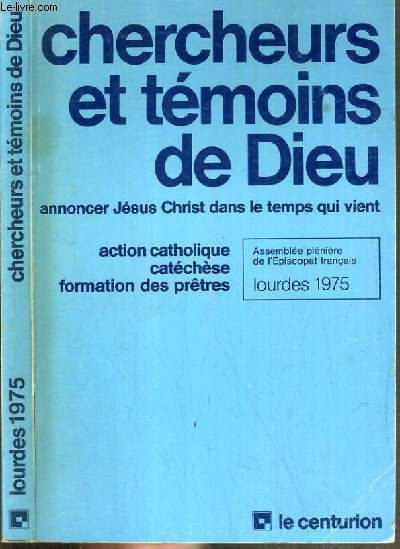 chercheurs
et témoins
de Dieu
annoncer Jésus Christ dans le temps qui vient
action catholique
catéchèse
formation des prêtres
Assemblée plénière
de l'Épiscopat français
lourdes 1975
le centurion
chercheurs et témoins de Dieu
lourdes 1975
Le-livre.com